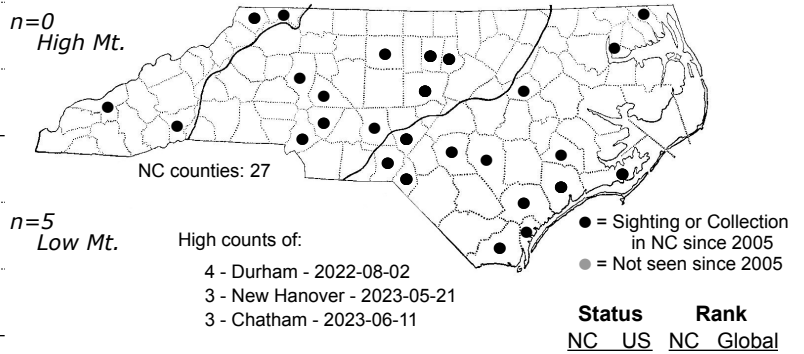 n=0
High Mt.
NC counties: 27
n=5
Low Mt.
High counts of:
4 - Durham - 2022-08-02
3 - New Hanover - 2023-05-21
3 - Chatham - 2023-06-11
= Sighting or Collection
in NC since 2005
= Not seen since 2005
Status Rank
NC US NC Global